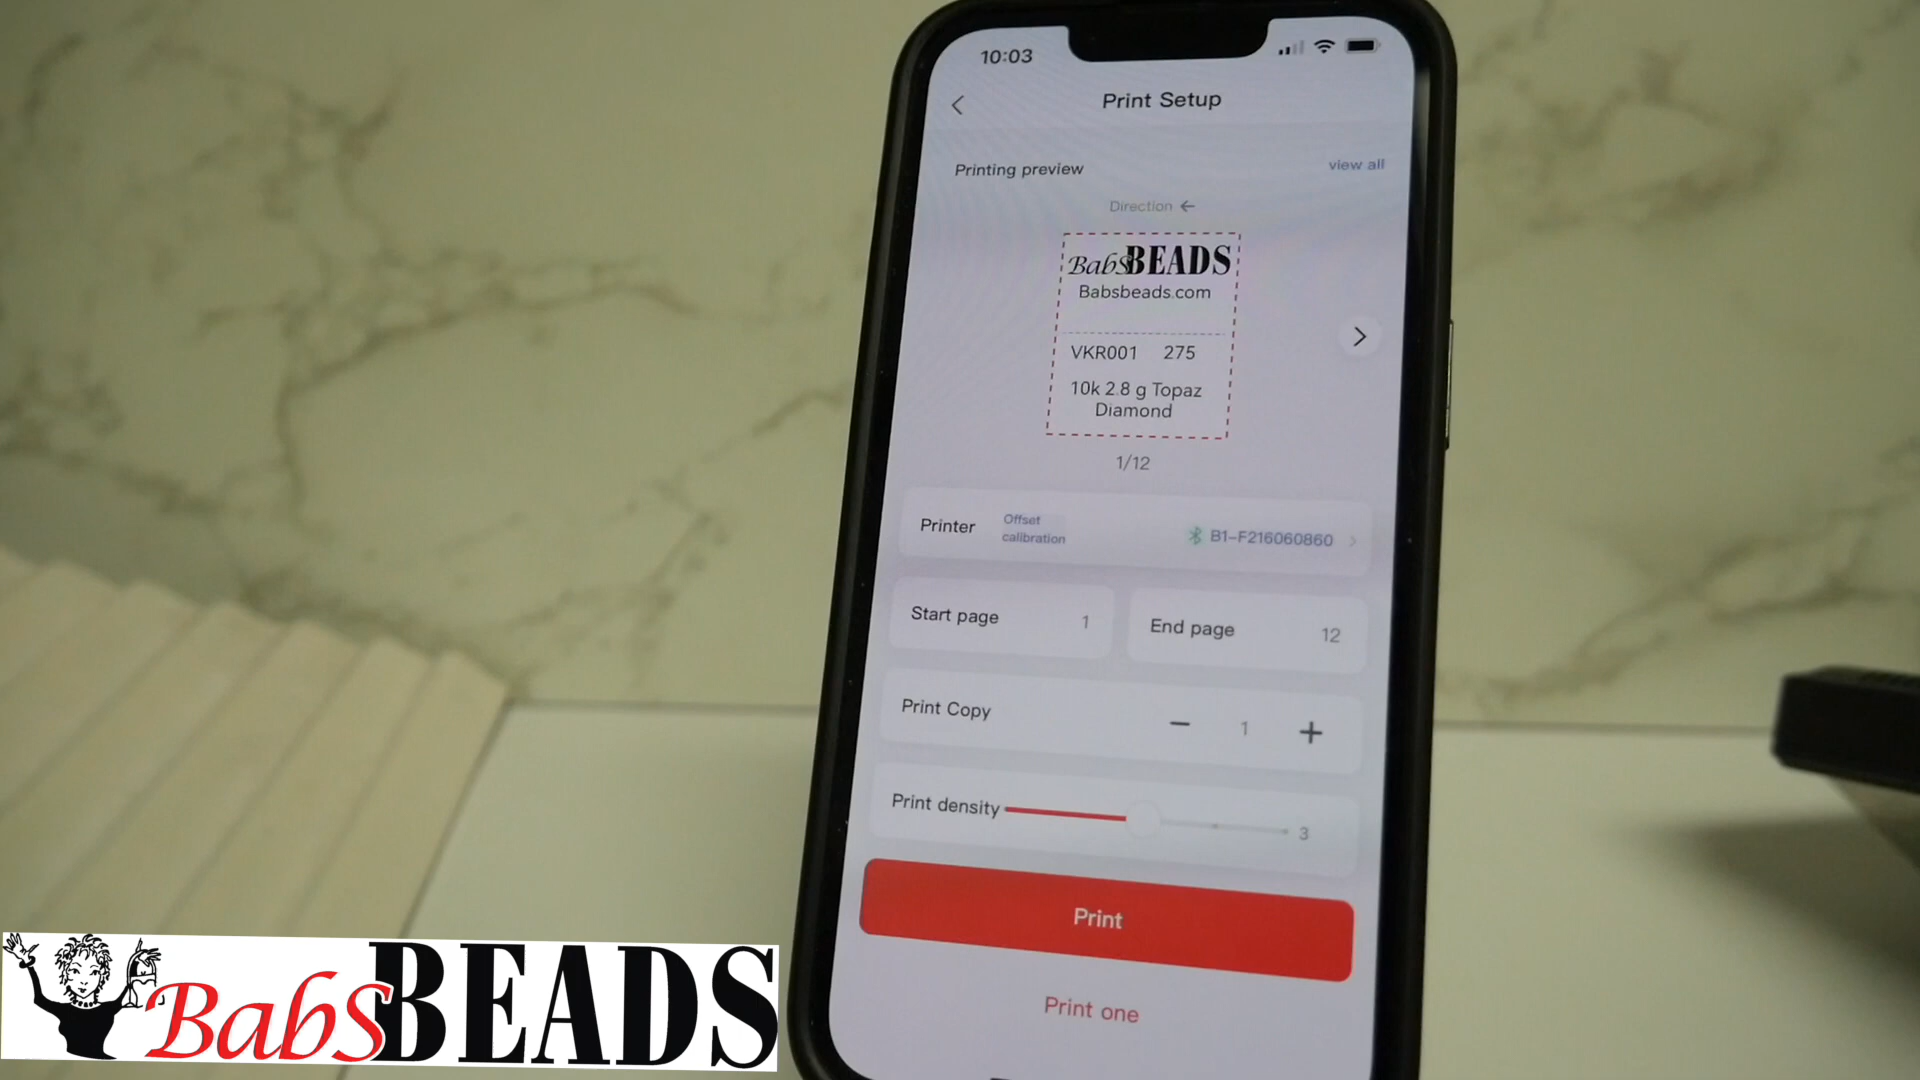 10:03
Print Setup
Printing preview
view all
Direction ←
BabsBEADS
Babsbeads.com
VKR001 275
10k 2.8 g Topaz
Diamond
1/12
Printer
Offset
calibration
B1-F216060860
Start page 1
End page 12
Print Copy
− 1 +
Print density 3
Print
Print one
BabsBEADS